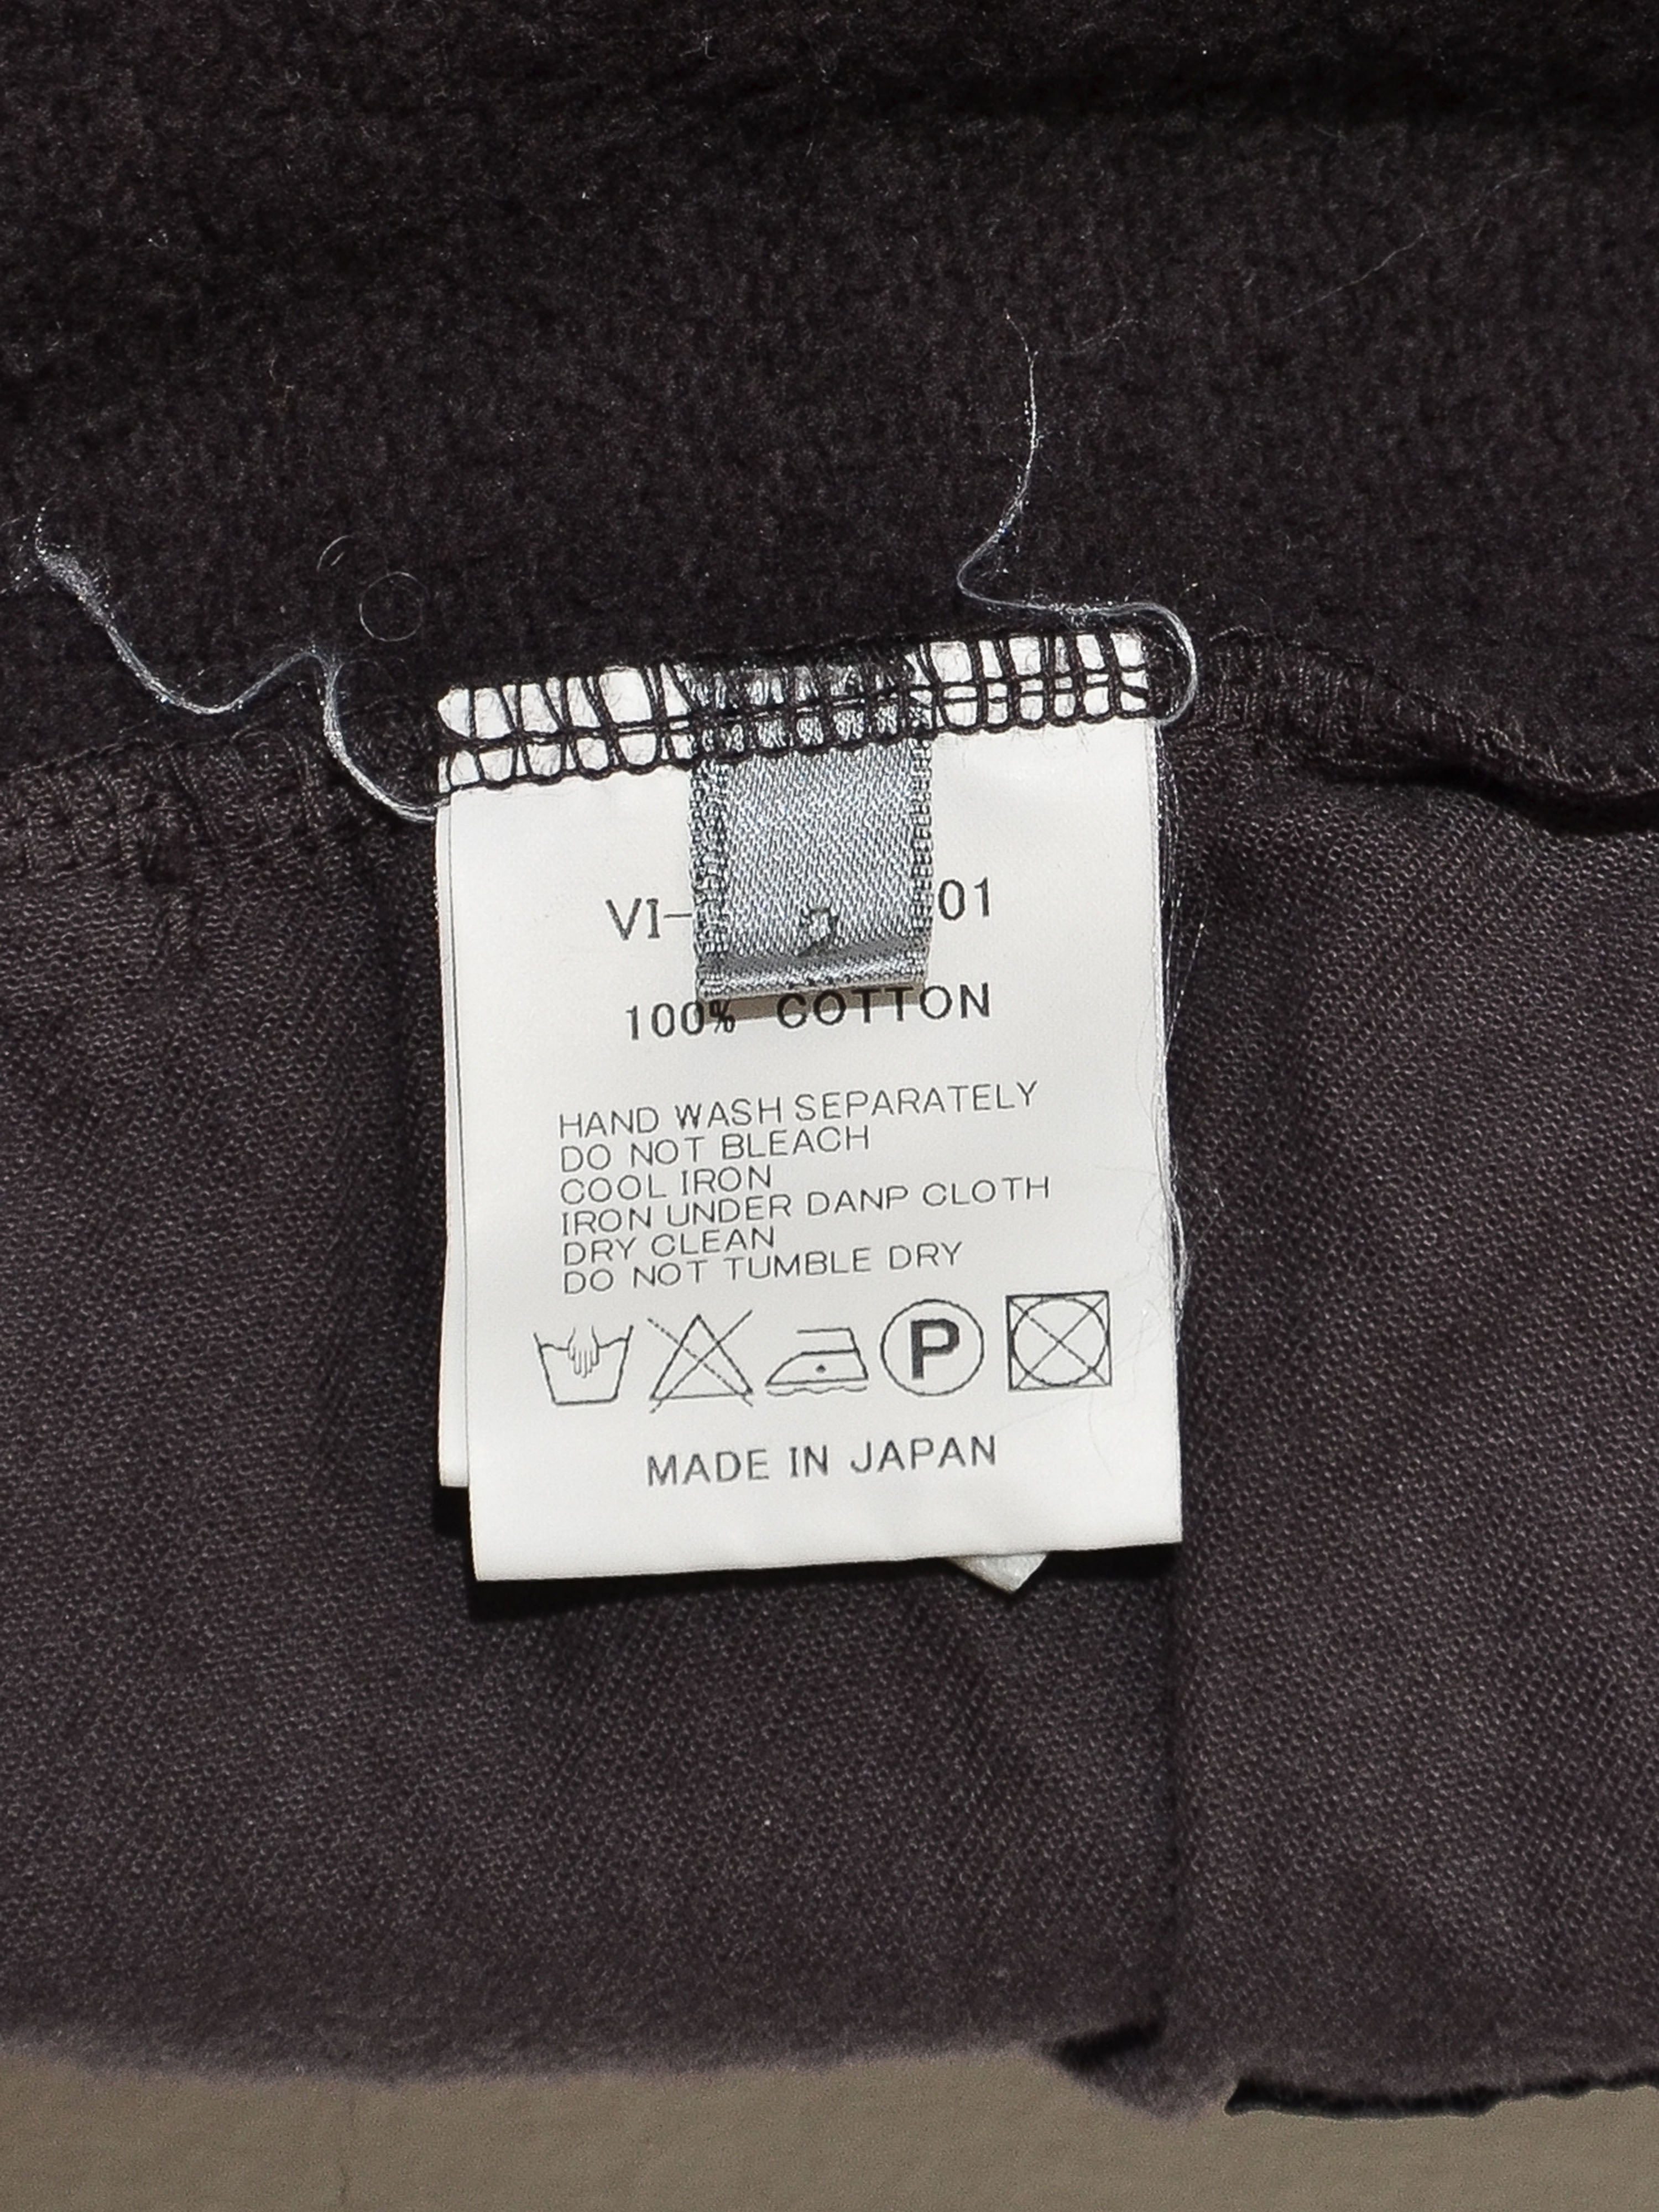 2
VI- 01
100% COTTON
HAND WASH SEPARATELY
DO NOT BLEACH
COOL IRON
IRON UNDER DANP CLOTH
DRY CLEAN
DO NOT TUMBLE DRY
P
MADE IN JAPAN